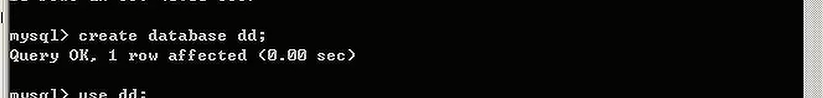 mysql> create database dd;
Query OK, 1 row affected (0.00 sec)
mysql> use dd;